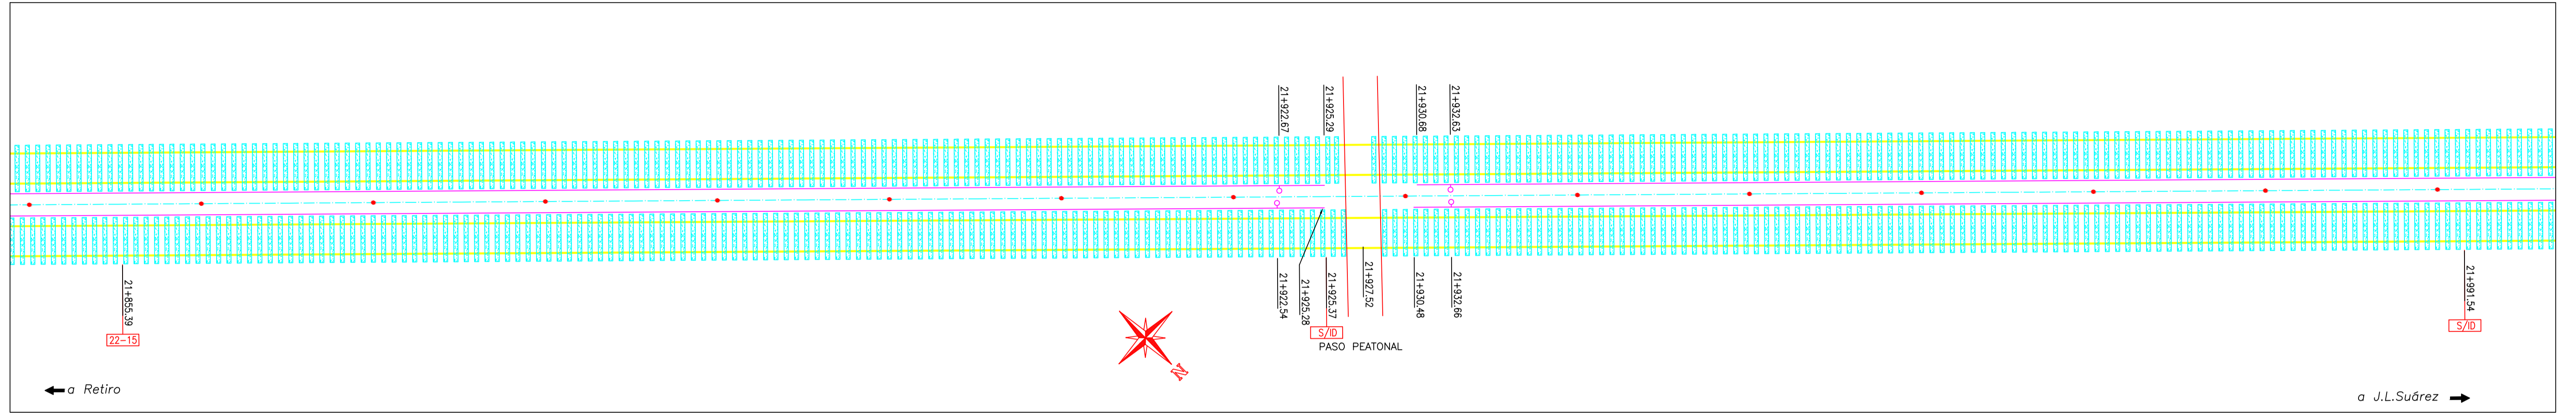 21+922.67
21+925.29
21+930.68
21+932.63
21+855.39
22-15
21+922.54
21+925.28
21+925.37
S/ID
PASO PEATONAL
21+927.52
21+930.48
21+932.66
21+991.54
S/ID
N
a Retiro
a J.L.Suárez